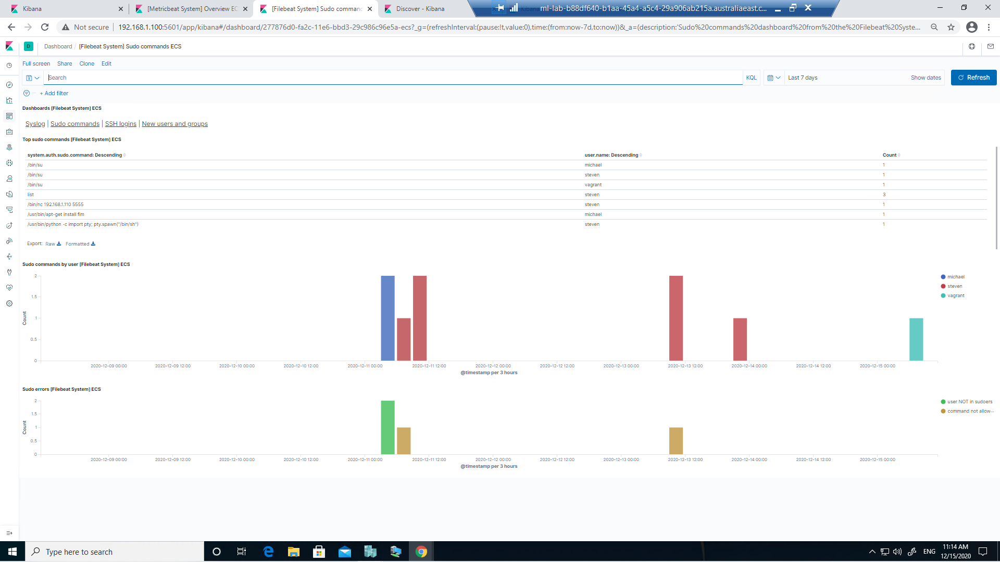 Kibana
[Metricbeat System] Overview EC
[Filebeat System] Sudo comman
Discover - Kibana
ml-lab-b88df640-b1aa-45a4-a5c4-29a906ab215a.australiaeast.c...
Not secure
192.168.1.100:5601/app/kibana#/dashboard/277876d0-fa2c-11e6-bbd3-29c986c96e5a-ecs?_g=(refreshInterval:(pause:!t,value:0),time:(from:now-7d,to:now))&_a=(description:'Sudo%20commands%20dashboard%20from%20the%20Filebeat%20Syste...
D
Dashboard / [Filebeat System] Sudo commands ECS
Full screen Share Clone Edit
Search
KQL
Last 7 days
Show dates
Refresh
+ Add filter
Dashboards [Filebeat System] ECS
Syslog | Sudo commands | SSH logins | New users and groups
Top sudo commands [Filebeat System] ECS
system.auth.sudo.command: Descending user.name: Descending Count
/bin/su michael 1
/bin/su steven 1
/bin/su vagrant 1
list steven 3
/bin/nc 192.168.1.110 5555 steven 1
/usr/bin/apt-get install fim michael 1
/usr/bin/python -c import pty; pty.spawn("/bin/sh") steven 1
Export: Raw Formatted
Sudo commands by user [Filebeat System] ECS
2
1.5
1
0.5
0
Count
2020-12-09 00:00 2020-12-09 12:00 2020-12-10 00:00 2020-12-10 12:00 2020-12-11 00:00 2020-12-11 12:00 2020-12-12 00:00 2020-12-12 12:00 2020-12-13 00:00 2020-12-13 12:00 2020-12-14 00:00 2020-12-14 12:00 2020-12-15 00:00
@timestamp per 3 hours
michael
steven
vagrant
Sudo errors [Filebeat System] ECS
2
1.5
1
0.5
0
Count
2020-12-09 00:00 2020-12-09 12:00 2020-12-10 00:00 2020-12-10 12:00 2020-12-11 00:00 2020-12-11 12:00 2020-12-12 00:00 2020-12-12 12:00 2020-12-13 00:00 2020-12-13 12:00 2020-12-14 00:00 2020-12-14 12:00 2020-12-15 00:00
@timestamp per 3 hours
user NOT in sudoers
command not allow...
Type here to search
ENG
11:14 AM
12/15/2020